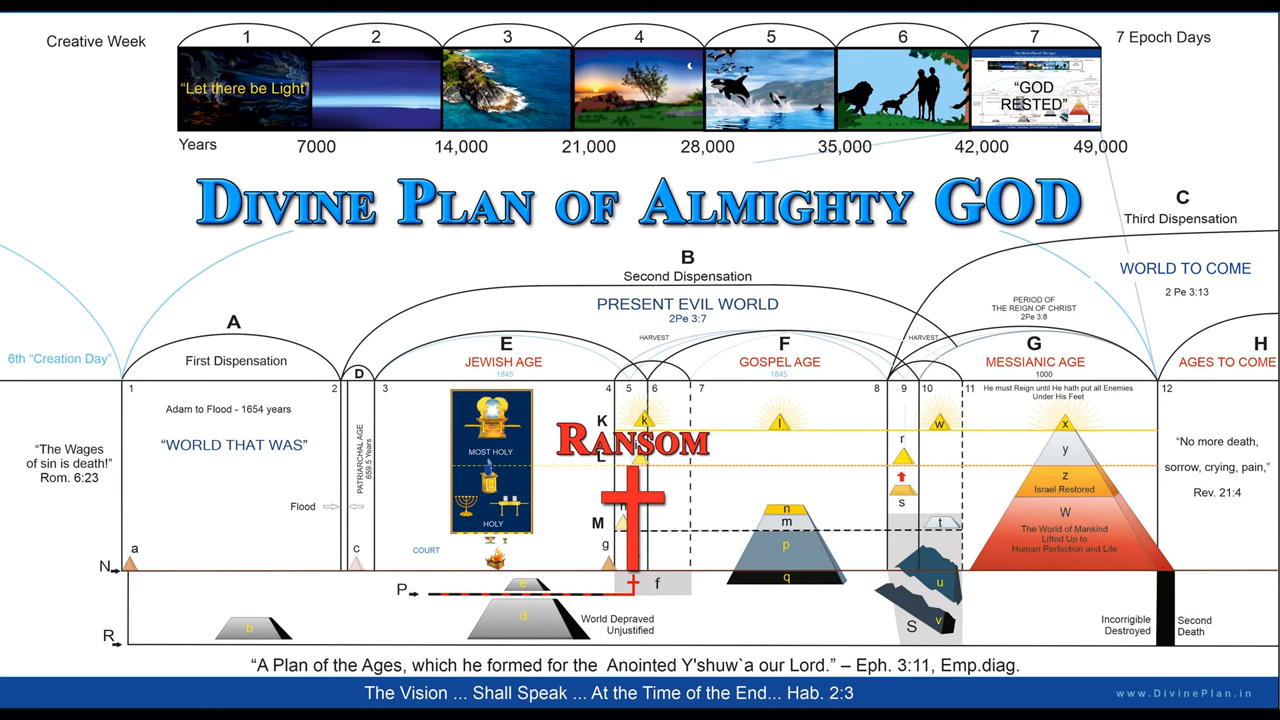 Creative Week
1
2
3
4
5
6
7
7 Epoch Days
"Let there be Light"
"GOD
RESTED"
Years
7000
14,000
21,000
28,000
35,000
42,000
49,000
DIVINE PLAN OF ALMIGHTY GOD
C
Third Dispensation
B
Second Dispensation
WORLD TO COME
2 Pe 3:13
PRESENT EVIL WORLD
2Pe 3:7
PERIOD OF
THE REIGN OF CHRIST
2Pe 3:8
A
First Dispensation
6th "Creation Day"
D
E
JEWISH AGE
1845
HARVEST
F
GOSPEL AGE
1845
HARVEST
G
MESSIANIC AGE
1000
H
AGES TO COME
1
2
3
4
5
6
7
8
9
10
11
12
He must Reign until He hath put all Enemies
Under His Feet
Adam to Flood - 1654 years
"WORLD THAT WAS"
"The Wages
of sin is death!"
Rom. 6:23
PATRIARCHAL AGE
659.5 Years
Flood
MOST HOLY
HOLY
COURT
K
k
l
w
x
RANSOM
L
r
y
s
z
Israel Restored
M
n
m
t
W
The World of Mankind
Lifted Up to
Human Perfection and Life
"No more death,
sorrow, crying, pain,"
Rev. 21:4
a
c
g
p
N
q
f
u
P
e
d
b
World Depraved
Unjustified
S
v
Incorrigible
Destroyed
Second
Death
R
"A Plan of the Ages, which he formed for the Anointed Y'shuw`a our Lord." – Eph. 3:11, Emp.diag.
The Vision ... Shall Speak ... At the Time of the End... Hab. 2:3
www.DivinePlan.in